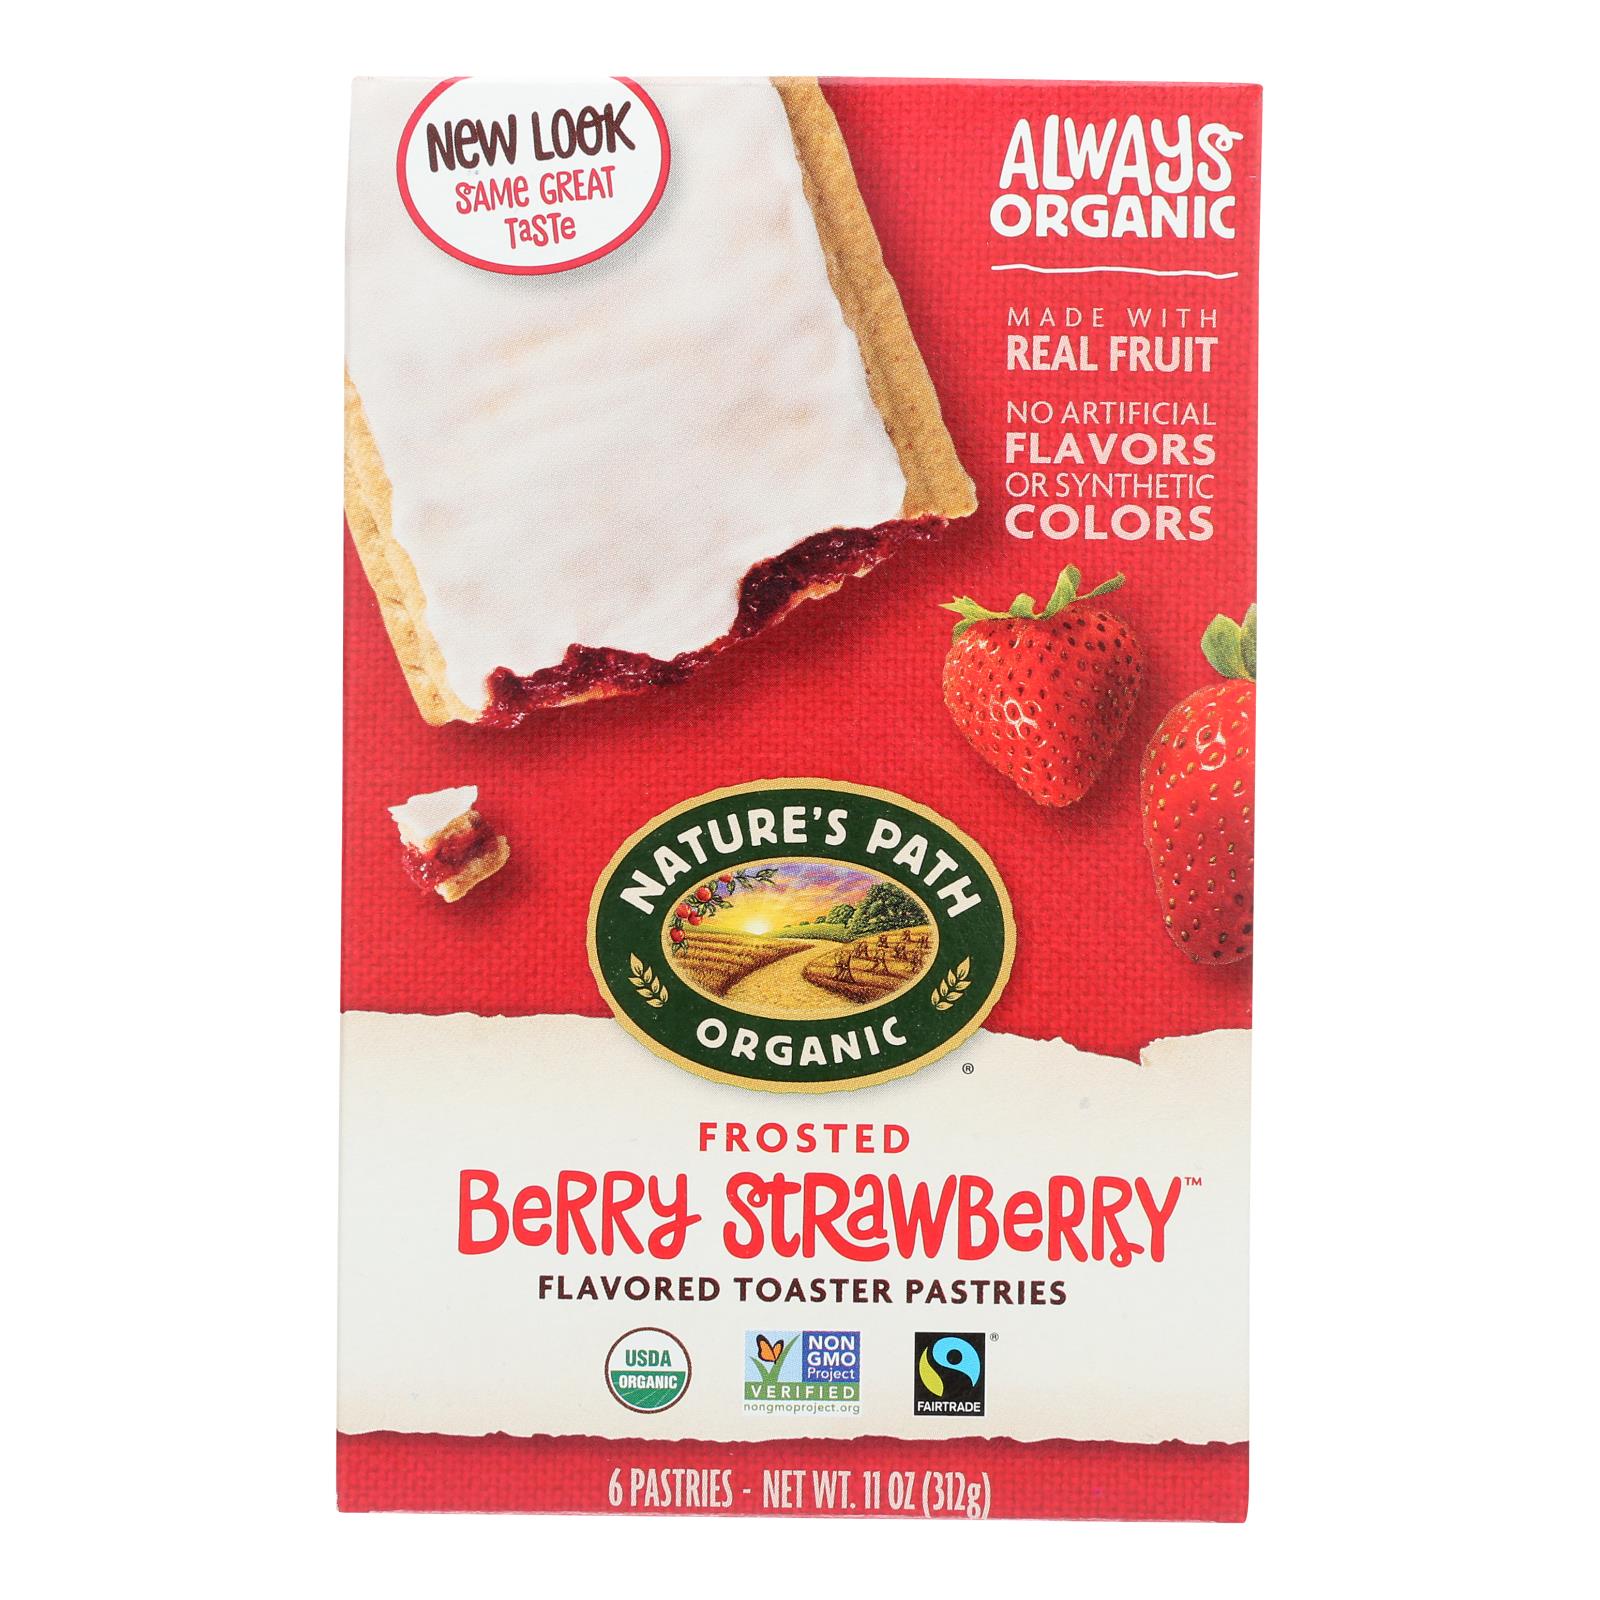 NEW LOOK
SAME GREAT
TASTE
ALWAYS
ORGANIC
MADE WITH
REAL FRUIT
NO ARTIFICIAL
FLAVORS
OR SYNTHETIC
COLORS
NATURE'S PATH
ORGANIC
®
FROSTED
BERRY STRAWBERRY™
FLAVORED TOASTER PASTRIES
USDA
ORGANIC
NON
GMO
Project
VERIFIED
nongmoproject.org
®
FAIRTRADE
6 PASTRIES - NET WT. 11 OZ (312g)